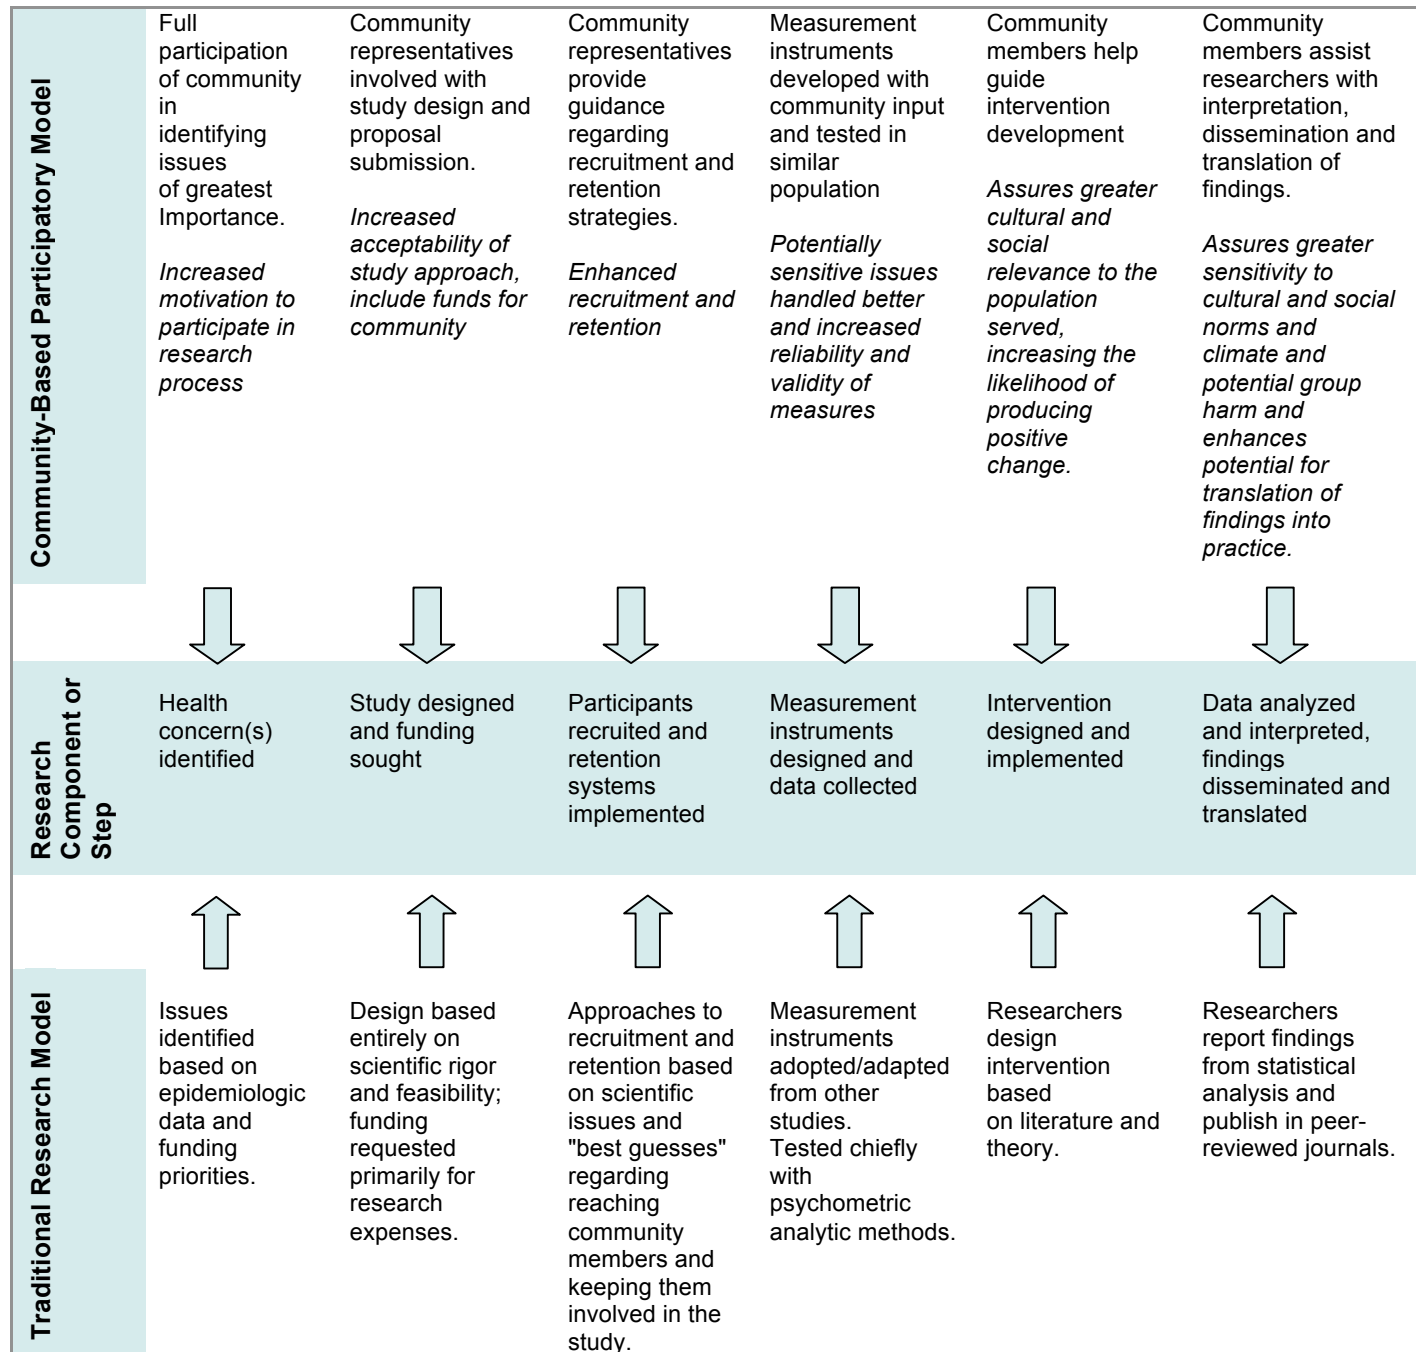 Community-Based Participatory Model
Full
participation
of community
in
identifying
issues
of greatest
Importance.
Increased
motivation to
participate in
research
process
Community
representatives
involved with
study design and
proposal
submission.
Increased
acceptability of
study approach,
include funds for
community
Community
representatives
provide
guidance
regarding
recruitment and
retention
strategies.
Enhanced
recruitment and
retention
Measurement
instruments
developed with
community input
and tested in
similar
population
Potentially
sensitive issues
handled better
and increased
reliability and
validity of
measures
Community
members help
guide
intervention
development
Assures greater
cultural and
social
relevance to the
population
served,
increasing the
likelihood of
producing
positive
change.
Community
members assist
researchers with
interpretation,
dissemination and
translation of
findings.
Assures greater
sensitivity to
cultural and social
norms and
climate and
potential group
harm and
enhances
potential for
translation of
findings into
practice.
Research
Component or
Step
Health
concern(s)
identified
Study designed
and funding
sought
Participants
recruited and
retention
systems
implemented
Measurement
instruments
designed and
data collected
Intervention
designed and
implemented
Data analyzed
and interpreted,
findings
disseminated and
translated
Traditional Research Model
Issues
identified
based on
epidemiologic
data and
funding
priorities.
Design based
entirely on
scientific rigor
and feasibility;
funding
requested
primarily for
research
expenses.
Approaches to
recruitment and
retention based
on scientific
issues and
"best guesses"
regarding
reaching
community
members and
keeping them
involved in the
study.
Measurement
instruments
adopted/adapted
from other
studies.
Tested chiefly
with
psychometric
analytic methods.
Researchers
design
intervention
based
on literature and
theory.
Researchers
report findings
from statistical
analysis and
publish in peer-
reviewed journals.